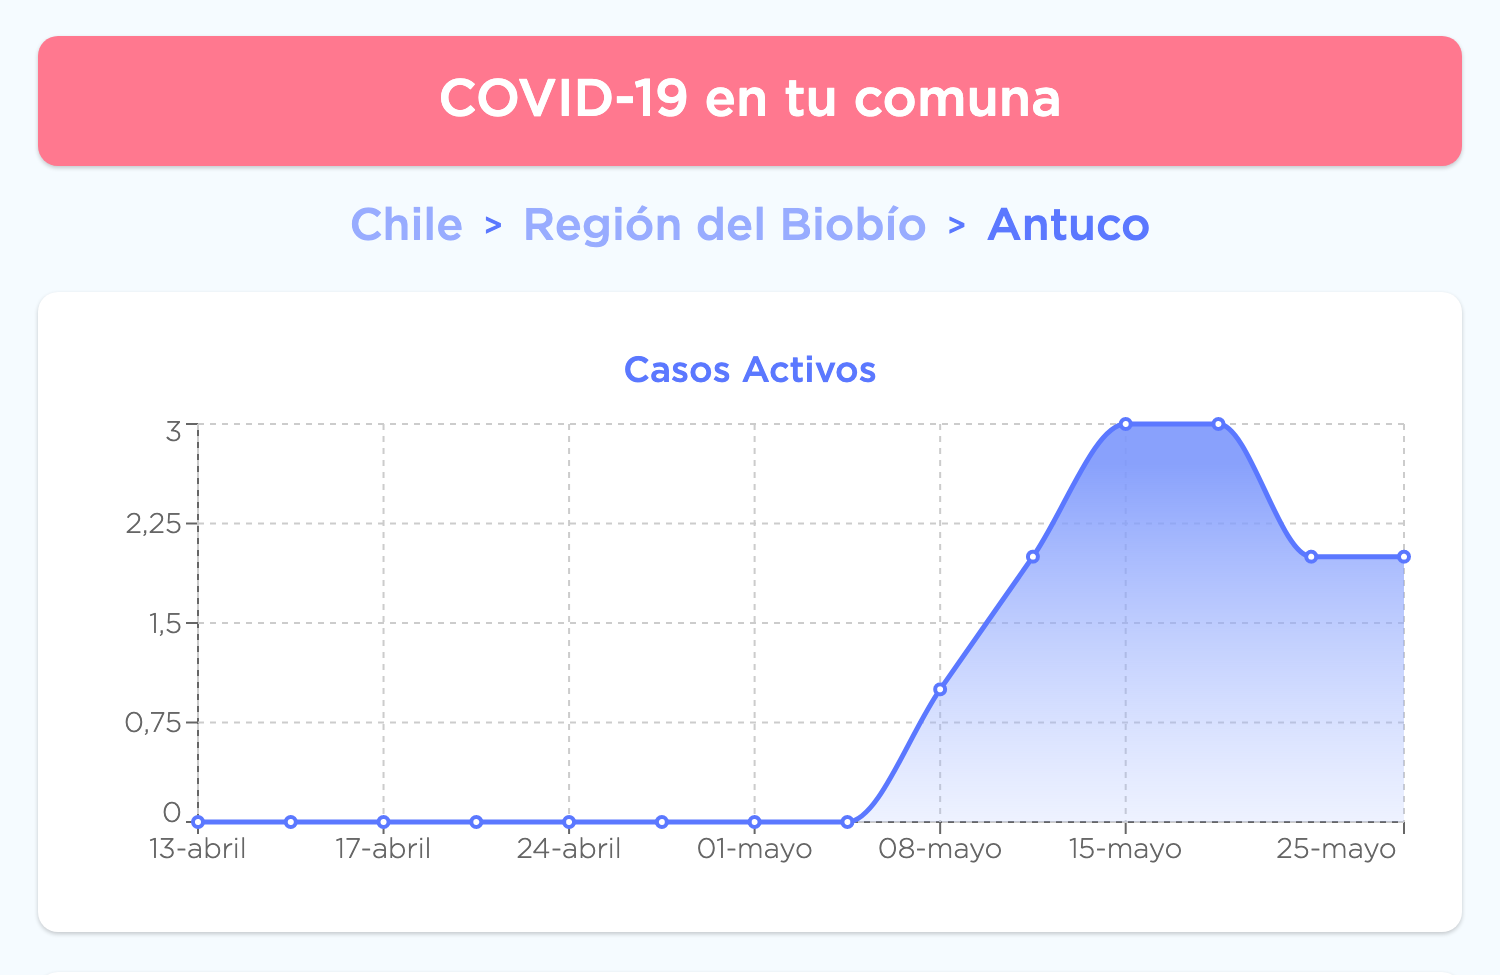 COVID-19 en tu comuna
Chile > Región del Biobío > Antuco
Casos Activos
3
2,25
1,5
0,75
0
13-abril 17-abril 24-abril 01-mayo 08-mayo 15-mayo 25-mayo